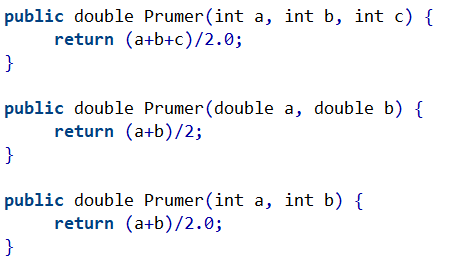 public double Prumer(int a, int b, int c) {
return (a+b+c)/2.0;
}
public double Prumer(double a, double b) {
return (a+b)/2;
}
public double Prumer(int a, int b) {
return (a+b)/2.0;
}